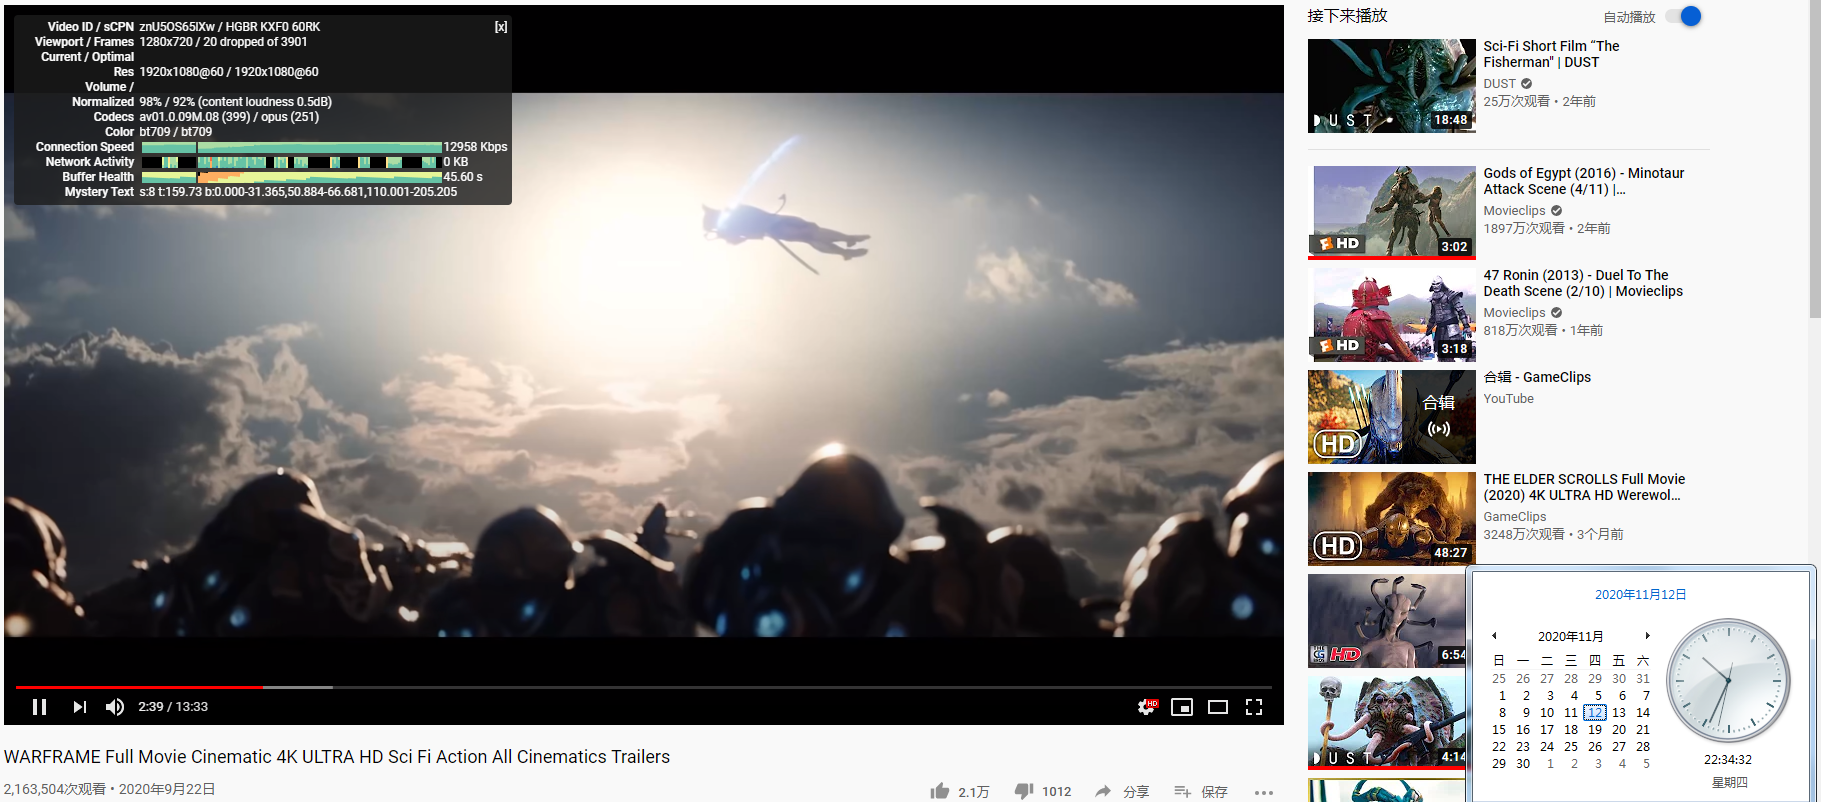 Video ID / sCPN znU5OS65lXw / HGBR KXF0 60RK [x]
Viewport / Frames 1280x720 / 20 dropped of 3901
Current / Optimal
Res 1920x1080@60 / 1920x1080@60
Volume /
Normalized 98% / 92% (content loudness 0.5dB)
Codecs av01.0.09M.08 (399) / opus (251)
Color bt709 / bt709
Connection Speed 12958 Kbps
Network Activity 0 KB
Buffer Health 45.60 s
Mystery Text s:8 t:159.73 b:0.000-31.365,50.884-66.681,110.001-205.205
HD
2:39 / 13:33
WARFRAME Full Movie Cinematic 4K ULTRA HD Sci Fi Action All Cinematics Trailers
2,163,504次观看 • 2020年9月22日
2.1万 1012 分享 保存
接下来播放 自动播放
DUST
18:48
Sci-Fi Short Film “The
Fisherman" | DUST
DUST
25万次观看 • 2年前
HD
3:02
Gods of Egypt (2016) - Minotaur
Attack Scene (4/11) |...
Movieclips
1897万次观看 • 2年前
HD
3:18
47 Ronin (2013) - Duel To The
Death Scene (2/10) | Movieclips
Movieclips
818万次观看 • 1年前
HD
合辑
合辑 - GameClips
YouTube
HD
48:27
THE ELDER SCROLLS Full Movie
(2020) 4K ULTRA HD Werewol...
GameClips
3248万次观看 • 3个月前
HD
6:54
DUST
4:14
2020年11月12日
2020年11月
日 一 二 三 四 五 六
25 26 27 28 29 30 31
1 2 3 4 5 6 7
8 9 10 11 12 13 14
15 16 17 18 19 20 21
22 23 24 25 26 27 28
29 30 1 2 3 4 5
22:34:32
星期四